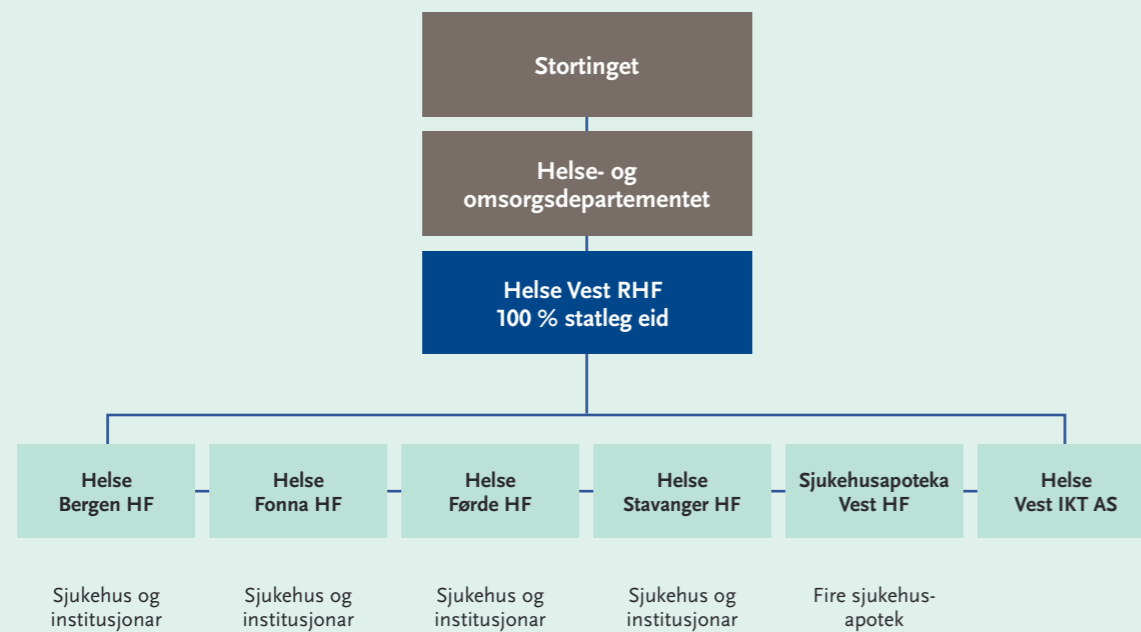 Stortinget
Helse- og
omsorgsdepartementet
Helse Vest RHF
100 % statleg eid
Helse
Bergen HF
Helse
Fonna HF
Helse
Førde HF
Helse
Stavanger HF
Sjukehusapoteka
Vest HF
Helse
Vest IKT AS
Sjukehus og
institusjonar
Sjukehus og
institusjonar
Sjukehus og
institusjonar
Sjukehus og
institusjonar
Fire sjukehus-
apotek